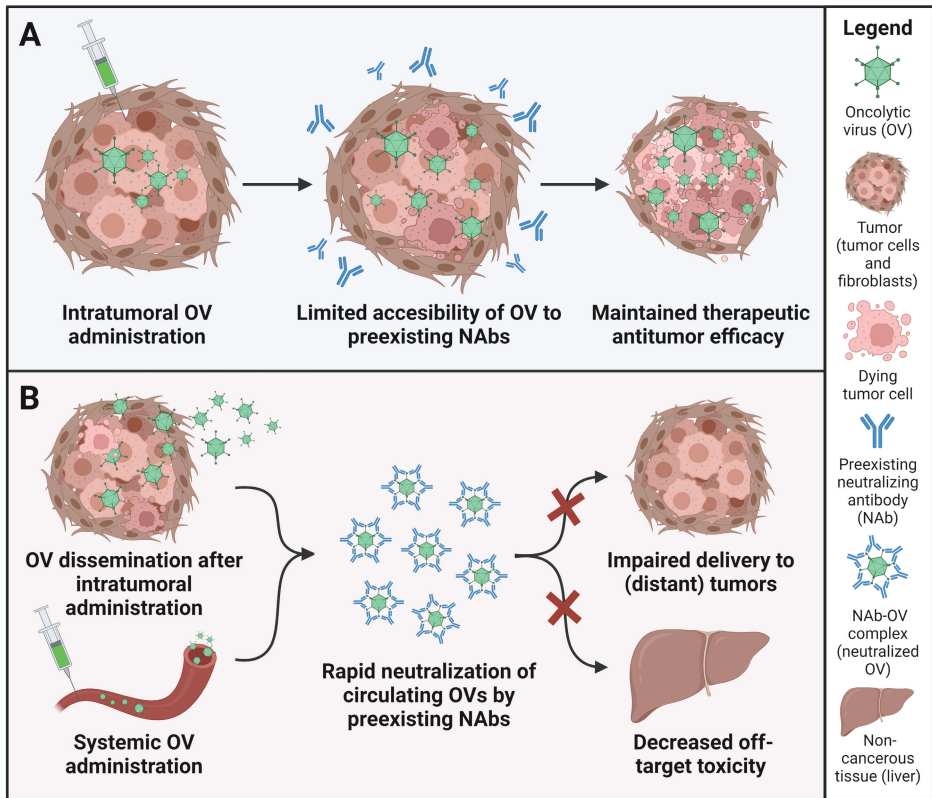 A
Intratumoral OV
administration
Limited accesibility of OV to
preexisting NAbs
Maintained therapeutic
antitumor efficacy
B
OV dissemination after
intratumoral
administration
Systemic OV
administration
Rapid neutralization of
circulating OVs by
preexisting NAbs
Impaired delivery to
(distant) tumors
Decreased off-
target toxicity
Legend
Oncolytic
virus (OV)
Tumor
(tumor cells
and
fibroblasts)
Dying
tumor cell
Preexisting
neutralizing
antibody
(NAb)
NAb-OV
complex
(neutralized
OV)
Non-
cancerous
tissue (liver)